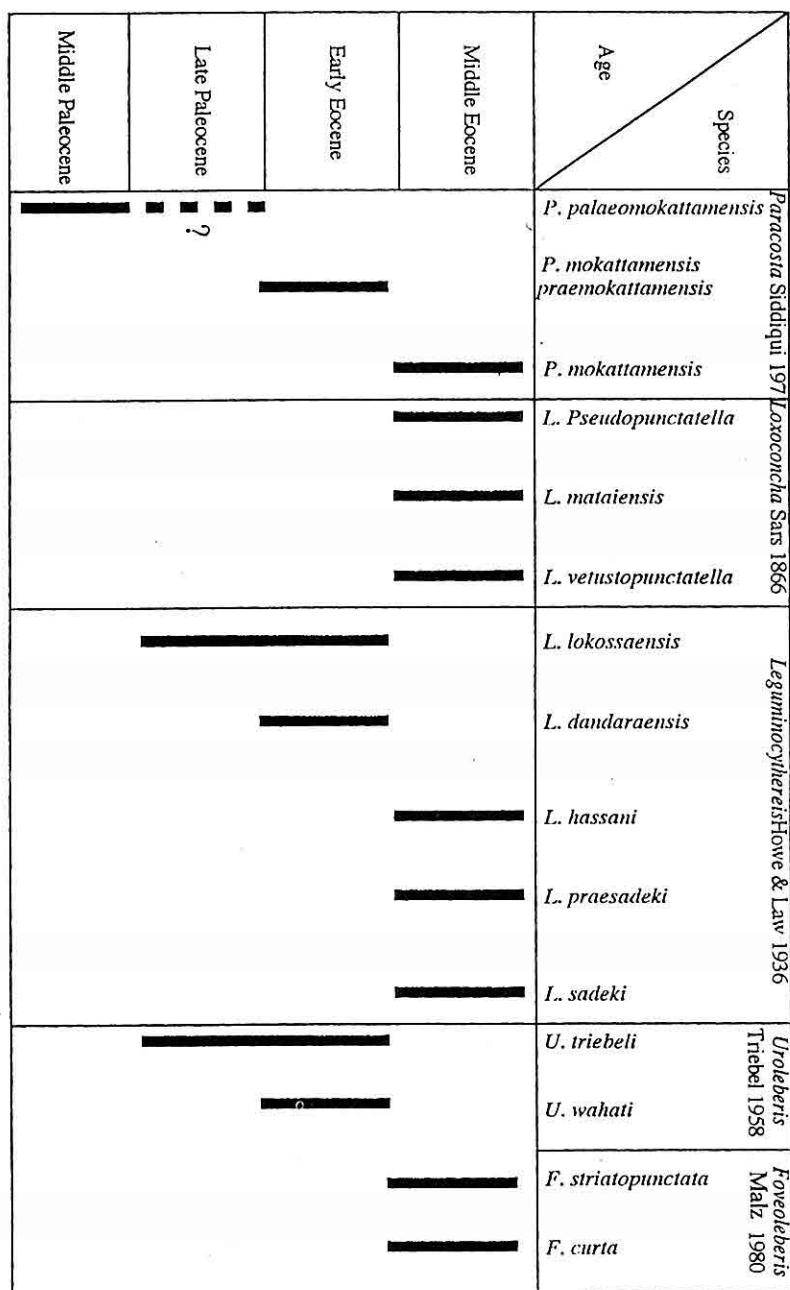 Species
Age
Middle Eocene
Early Eocene
Late Paleocene
Middle Paleocene
Paracosta Siddiqui 197
P. palaeomokattamensis
?
P. mokattamensis
praemokattamensis
P. mokattamensis
Loxoconcha Sars 1866
L. Pseudopunctatella
L. mataiensis
L. vetustopunctatella
LeguminocythereisHowe & Law 1936
L. lokossaensis
L. dandaraensis
L. hassani
L. praesadeki
L. sadeki
Uroleberis
Triebel 1958
U. triebeli
U. wahati
Foveoleberis
Malz 1980
F. striatopunctata
F. curta